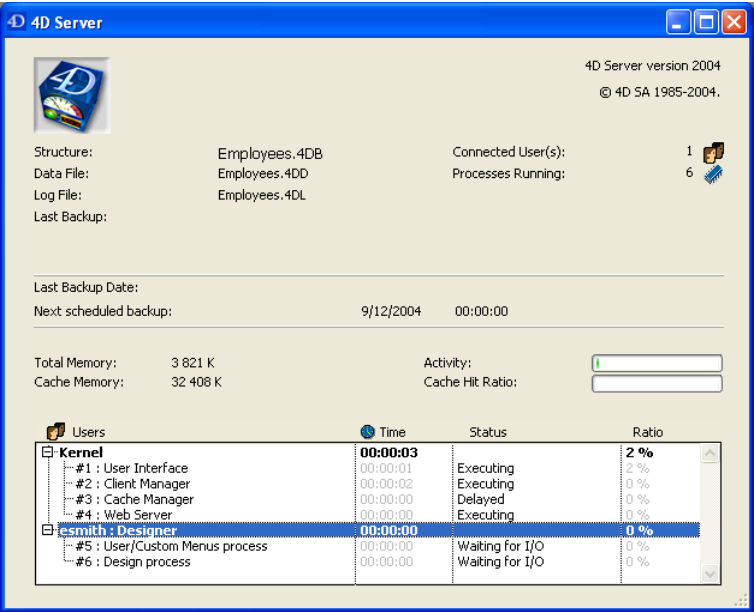 4D Server
4D Server version 2004
© 4D SA 1985-2004.
4D
Structure: Employees.4DB Connected User(s): 1
Data File: Employees.4DD Processes Running: 6
Log File: Employees.4DL
Last Backup:
Last Backup Date:
Next scheduled backup: 9/12/2004 00:00:00
Total Memory: 3 821 K Activity:
Cache Memory: 32 408 K Cache Hit Ratio:
Users Time Status Ratio
Kernel 00:00:03 2 %
#1 : User Interface 00:00:01 Executing 2 %
#2 : Client Manager 00:00:02 Executing 0 %
#3 : Cache Manager 00:00:00 Delayed 0 %
#4 : Web Server 00:00:00 Executing 0 %
esmith : Designer 00:00:00 0 %
#5 : User/Custom Menus process 00:00:00 Waiting for I/O 0 %
#6 : Design process 00:00:00 Waiting for I/O 0 %